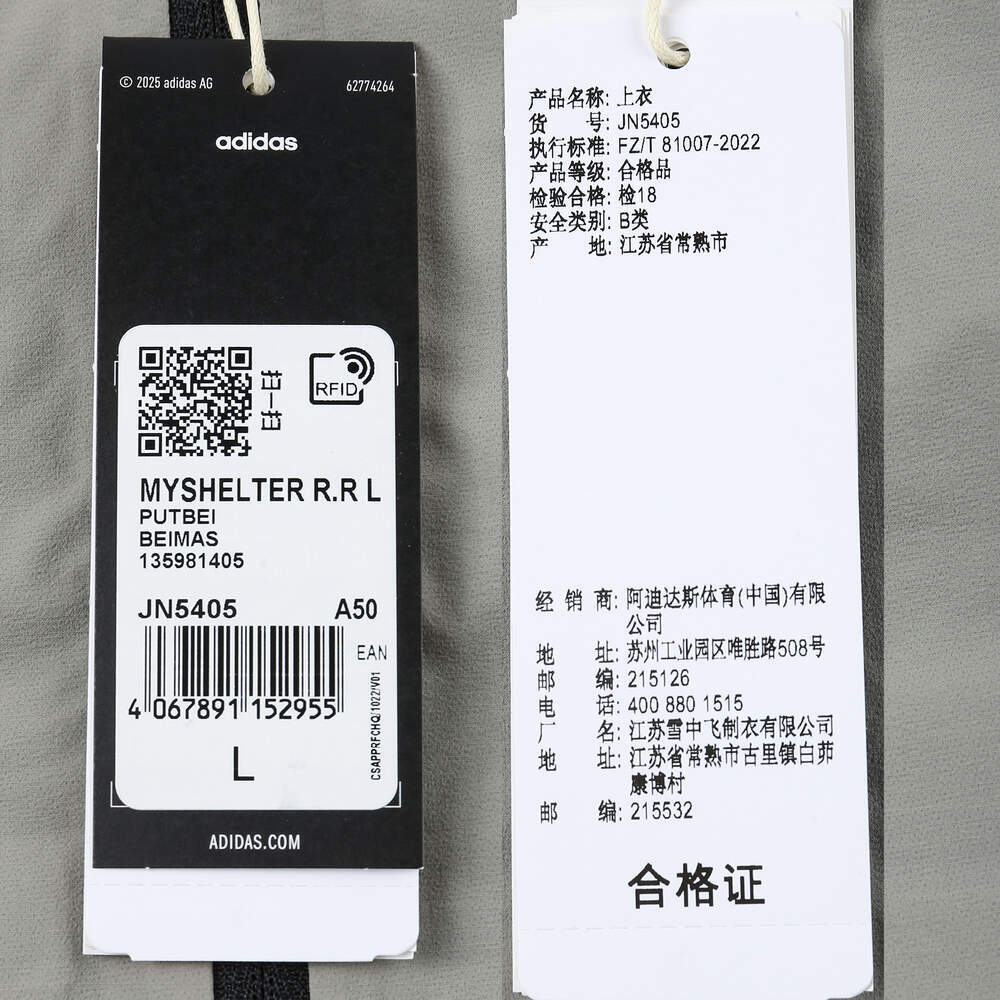 © 2025 adidas AG
62774264
adidas
扫一扫
RFID
MYSHELTER R.R L
PUTBEI
BEIMAS
135981405
JN5405 A50
EAN
4 067891 152955
CSAPPRFCHQ/1022/V01
L
ADIDAS.COM
产品名称: 上衣
货 号: JN5405
执行标准: FZ/T 81007-2022
产品等级: 合格品
检验合格: 检18
安全类别: B类
产 地: 江苏省常熟市
经 销 商: 阿迪达斯体育(中国)有限
公司
地 址: 苏州工业园区唯胜路508号
邮 编: 215126
电 话: 400 880 1515
厂 名: 江苏雪中飞制衣有限公司
地 址: 江苏省常熟市古里镇白茆
康博村
邮 编: 215532
合格证